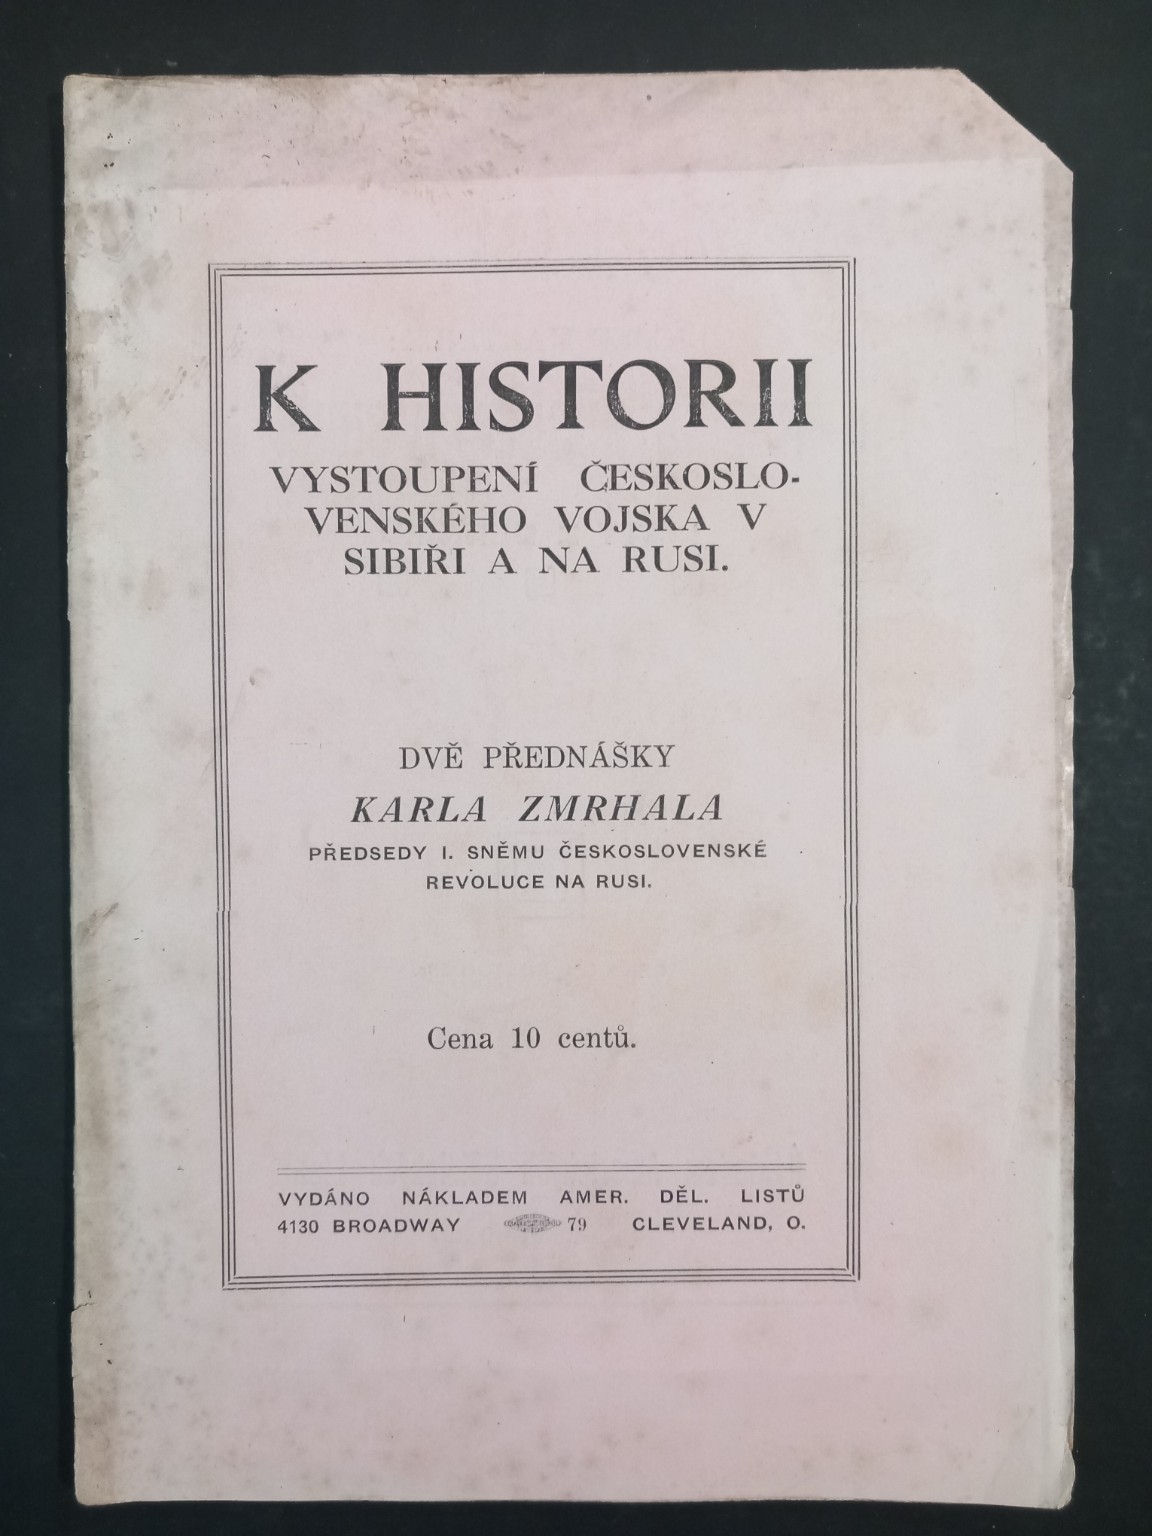 K HISTORII
VYSTOUPENÍ ČESKOSLO-
VENSKÉHO VOJSKA V
SIBIŘI A NA RUSI.
DVĚ PŘEDNÁŠKY
KARLA ZMRHALA
PŘEDSEDY I. SNĚMU ČESKOSLOVENSKÉ
REVOLUCE NA RUSI.
Cena 10 centů.
VYDÁNO NÁKLADEM AMER. DĚL. LISTŮ
4130 BROADWAY 79 CLEVELAND, O.